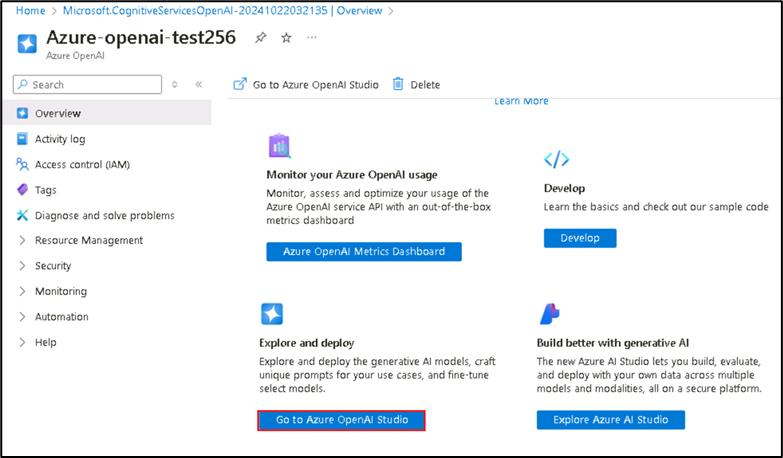 Home > Microsoft.CognitiveServicesOpenAI-20241022032135 | Overview >
Azure-openai-test256
Azure OpenAI
Search
Go to Azure OpenAI Studio
Delete
Learn More
Overview
Activity log
Access control (IAM)
Tags
Diagnose and solve problems
Resource Management
Security
Monitoring
Automation
Help
Monitor your Azure OpenAI usage
Monitor, assess and optimize your usage of the
Azure OpenAI service API with an out-of-the-box
metrics dashboard
Azure OpenAI Metrics Dashboard
Develop
Learn the basics and check out our sample code
Develop
Explore and deploy
Explore and deploy the generative AI models, craft
unique prompts for your use cases, and fine-tune
select models.
Go to Azure OpenAI Studio
Build better with generative AI
The new Azure AI Studio lets you build, evaluate,
and deploy with your own data across multiple
models and modalities, all on a secure platform.
Explore Azure AI Studio